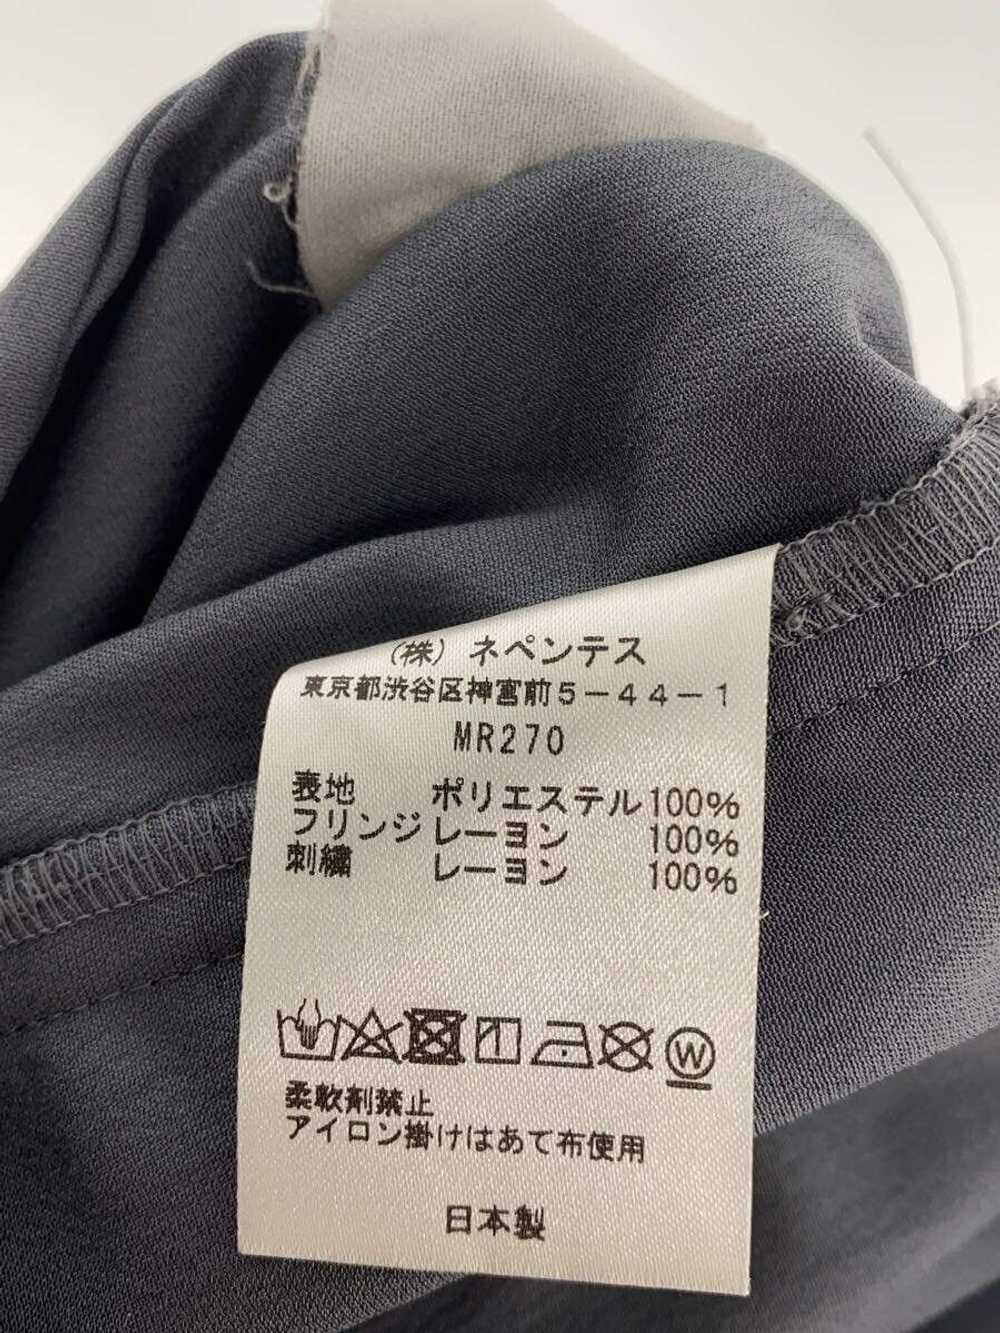 (株) ネペンテス
東京都渋谷区神宮前5-44-1
MR270
表地 ポリエステル100%
フリンジ レーヨン 100%
刺繍 レーヨン 100%
W
柔軟剤禁止
アイロン掛けはあて布使用
日本製